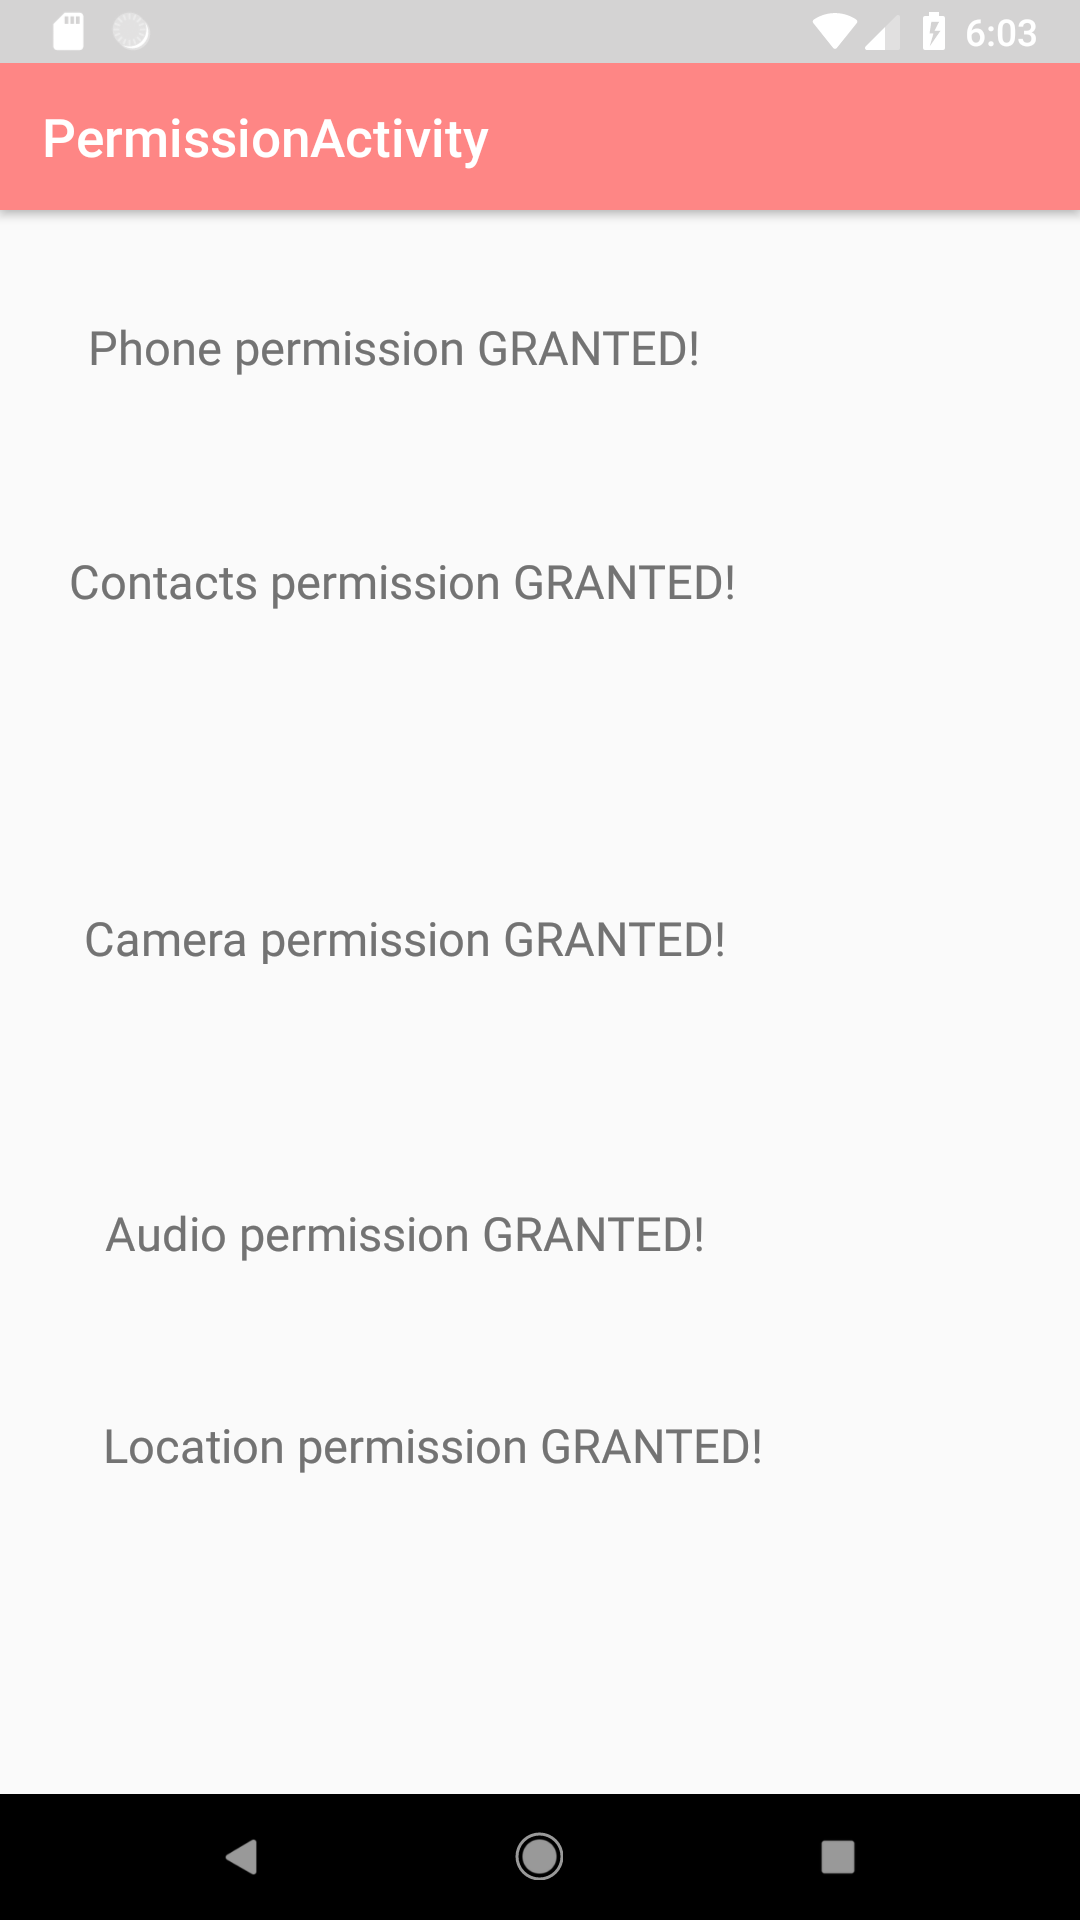 6:03
PermissionActivity
Phone permission GRANTED!
Contacts permission GRANTED!
Camera permission GRANTED!
Audio permission GRANTED!
Location permission GRANTED!